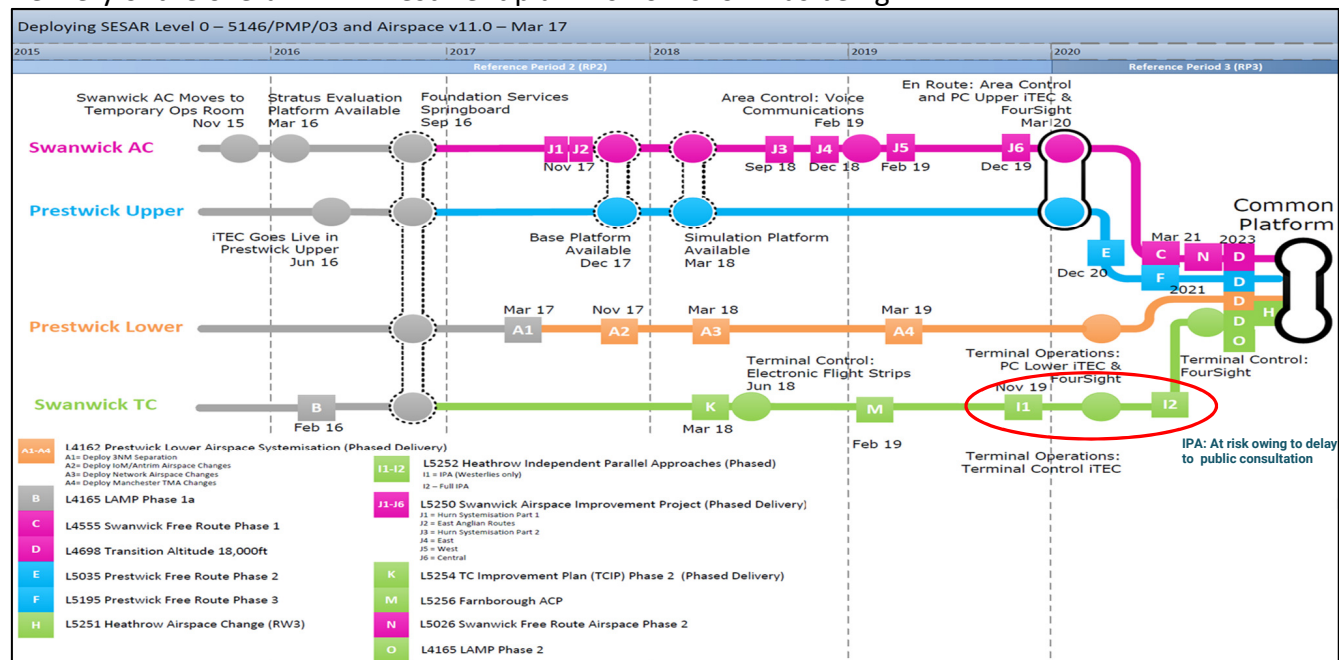 Deploying SESAR Level 0 – 5146/PMP/03 and Airspace v11.0 – Mar 17
2015
2016
2017
2018
2019
2020
Reference Period 2 (RP2)
Reference Period 3 (RP3)
Swanwick AC Moves to
Temporary Ops Room
Nov 15
Stratus Evaluation
Platform Available
Mar 16
Foundation Services
Springboard
Sep 16
Area Control: Voice
Communications
Feb 19
En Route: Area Control
and PC Upper iTEC &
FourSight
Mar 20
Swanwick AC
J1
J2
Nov 17
J3
Sep 18
J4
Dec 18
J5
Feb 19
J6
Dec 19
Prestwick Upper
iTEC Goes Live in
Prestwick Upper
Jun 16
Base Platform
Available
Dec 17
Simulation Platform
Available
Mar 18
Common
Platform
E
Dec 20
Mar 21
C
N
2023
D
F
2021
D
D
D
O
H
Prestwick Lower
Mar 17
A1
Nov 17
A2
Mar 18
A3
Mar 19
A4
Terminal Operations:
PC Lower iTEC &
FourSight
Terminal Control:
FourSight
Swanwick TC
B
Feb 16
K
Mar 18
Terminal Control:
Electronic Flight Strips
Jun 18
M
Feb 19
Nov 19
I1
I2
Terminal Operations:
Terminal Control iTEC
IPA: At risk owing to delay
to public consultation
A1-A4 L4162 Prestwick Lower Airspace Systemisation (Phased Delivery)
A1= Deploy 3NM Separation
A2= Deploy IoM/Antrim Airspace Changes
A3= Deploy Network Airspace Changes
A4= Deploy Manchester TMA Changes
B L4165 LAMP Phase 1a
C L4555 Swanwick Free Route Phase 1
D L4698 Transition Altitude 18,000ft
E L5035 Prestwick Free Route Phase 2
F L5195 Prestwick Free Route Phase 3
H L5251 Heathrow Airspace Change (RW3)
I1-I2 L5252 Heathrow Independent Parallel Approaches (Phased)
I1 = IPA (Westerlies only)
I2 – Full IPA
J1-J6 L5250 Swanwick Airspace Improvement Project (Phased Delivery)
J1 = Hurn Systemisation Part 1
J2 = East Anglian Routes
J3 = Hurn Systemisation Part 2
J4 = East
J5 = West
J6 = Central
K L5254 TC Improvement Plan (TCIP) Phase 2 (Phased Delivery)
M L5256 Farnborough ACP
N L5026 Swanwick Free Route Airspace Phase 2
O L4165 LAMP Phase 2